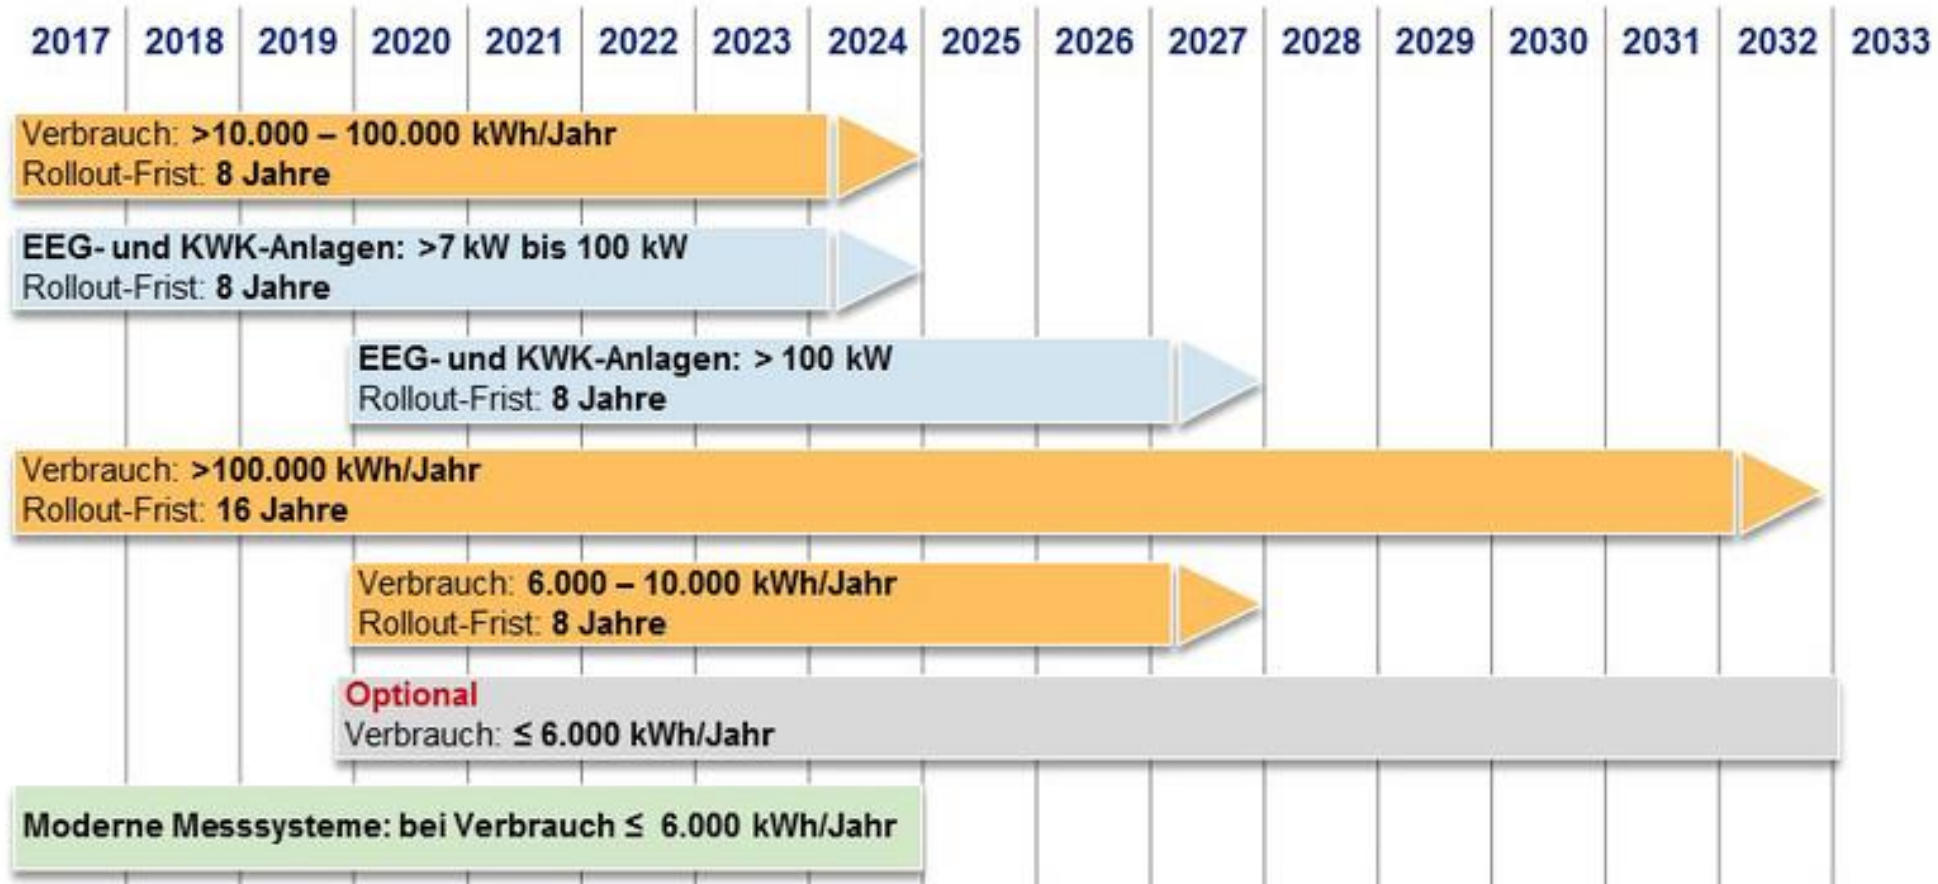 2017 2018 2019 2020 2021 2022 2023 2024 2025 2026 2027 2028 2029 2030 2031 2032 2033
Verbrauch: >10.000 – 100.000 kWh/Jahr
Rollout-Frist: 8 Jahre
EEG- und KWK-Anlagen: >7 kW bis 100 kW
Rollout-Frist: 8 Jahre
EEG- und KWK-Anlagen: > 100 kW
Rollout-Frist: 8 Jahre
Verbrauch: >100.000 kWh/Jahr
Rollout-Frist: 16 Jahre
Verbrauch: 6.000 – 10.000 kWh/Jahr
Rollout-Frist: 8 Jahre
Optional
Verbrauch: ≤ 6.000 kWh/Jahr
Moderne Messsysteme: bei Verbrauch ≤ 6.000 kWh/Jahr